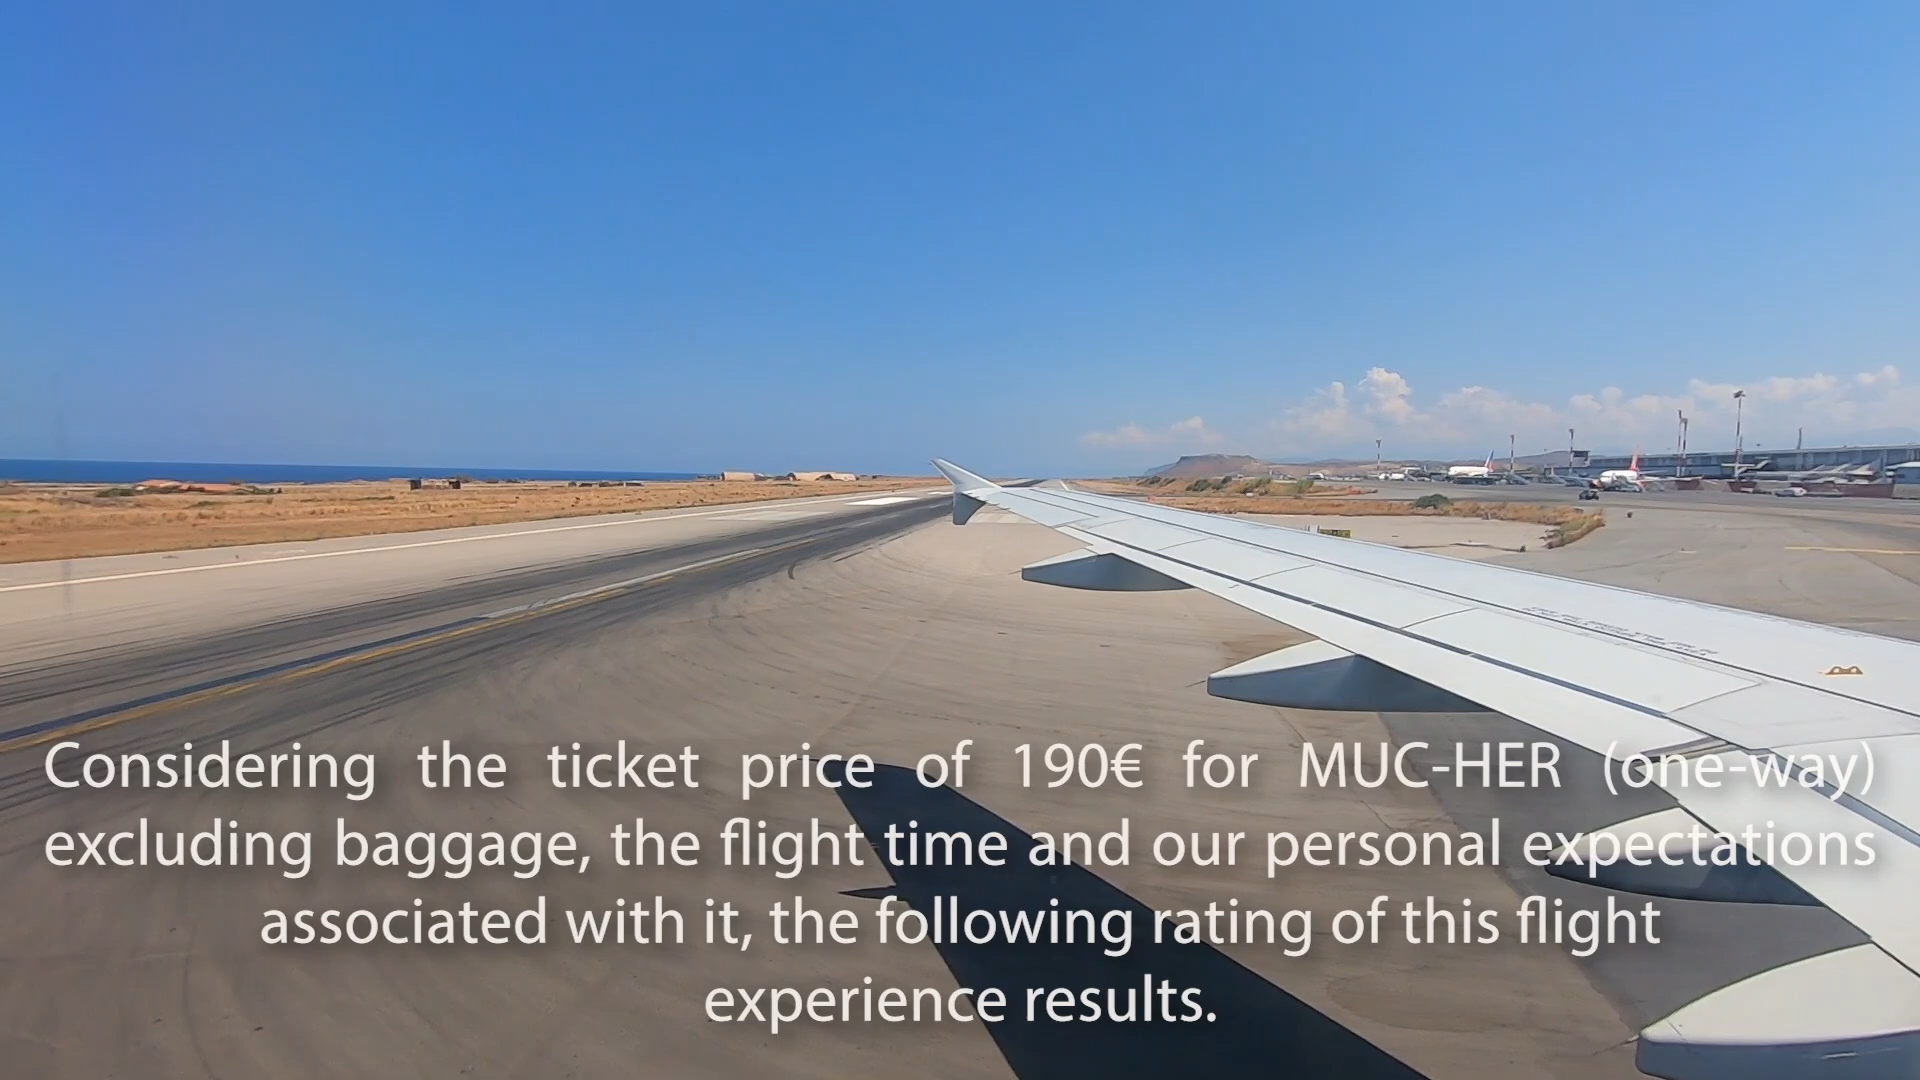 Considering the ticket price of 190€ for MUC-HER (one-way)
excluding baggage, the flight time and our personal expectations
associated with it, the following rating of this flight
experience results.